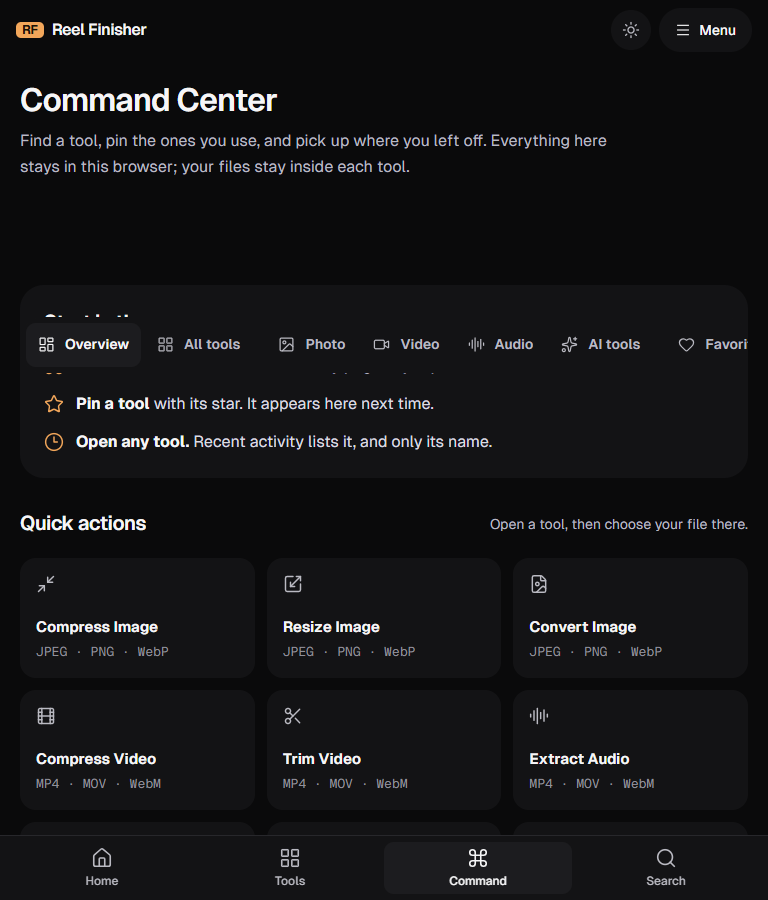 RF Reel Finisher
Menu
Command Center
Find a tool, pin the ones you use, and pick up where you left off. Everything here
stays in this browser; your files stay inside each tool.
Overview
All tools
Photo
Video
Audio
AI tools
Favorit
Pin a tool with its star. It appears here next time.
Open any tool. Recent activity lists it, and only its name.
Quick actions
Open a tool, then choose your file there.
Compress Image
JPEG · PNG · WebP
Resize Image
JPEG · PNG · WebP
Convert Image
JPEG · PNG · WebP
Compress Video
MP4 · MOV · WebM
Trim Video
MP4 · MOV · WebM
Extract Audio
MP4 · MOV · WebM
Home
Tools
Command
Search